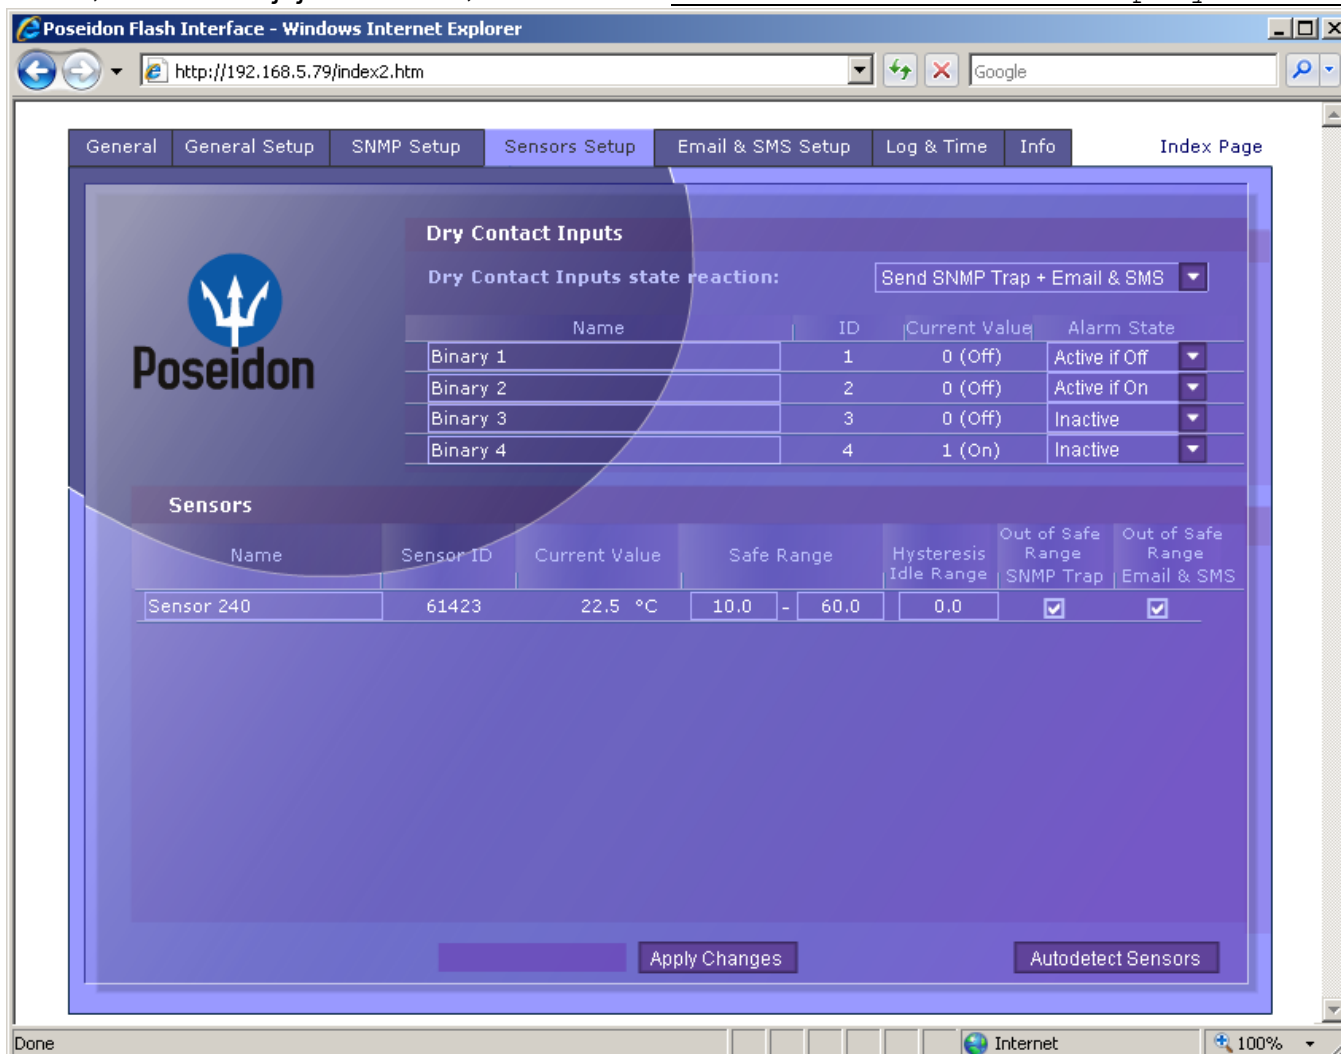 Poseidon Flash Interface - Windows Internet Explorer
http://192.168.5.79/index2.htm
Google
General General Setup SNMP Setup Sensors Setup Email & SMS Setup Log & Time Info Index Page
Dry Contact Inputs
Dry Contact Inputs state reaction: Send SNMP Trap + Email & SMS
Poseidon
Name ID Current Value Alarm State
Binary 1 1 0 (Off) Active if Off
Binary 2 2 0 (Off) Active if On
Binary 3 3 0 (Off) Inactive
Binary 4 4 1 (On) Inactive
Sensors
Name Sensor ID Current Value Safe Range Hysteresis Idle Range Out of Safe Range SNMP Trap Out of Safe Range Email & SMS
Sensor 240 61423 22.5 °C 10.0 - 60.0 0.0
Apply Changes Autodetect Sensors
Done Internet 100%